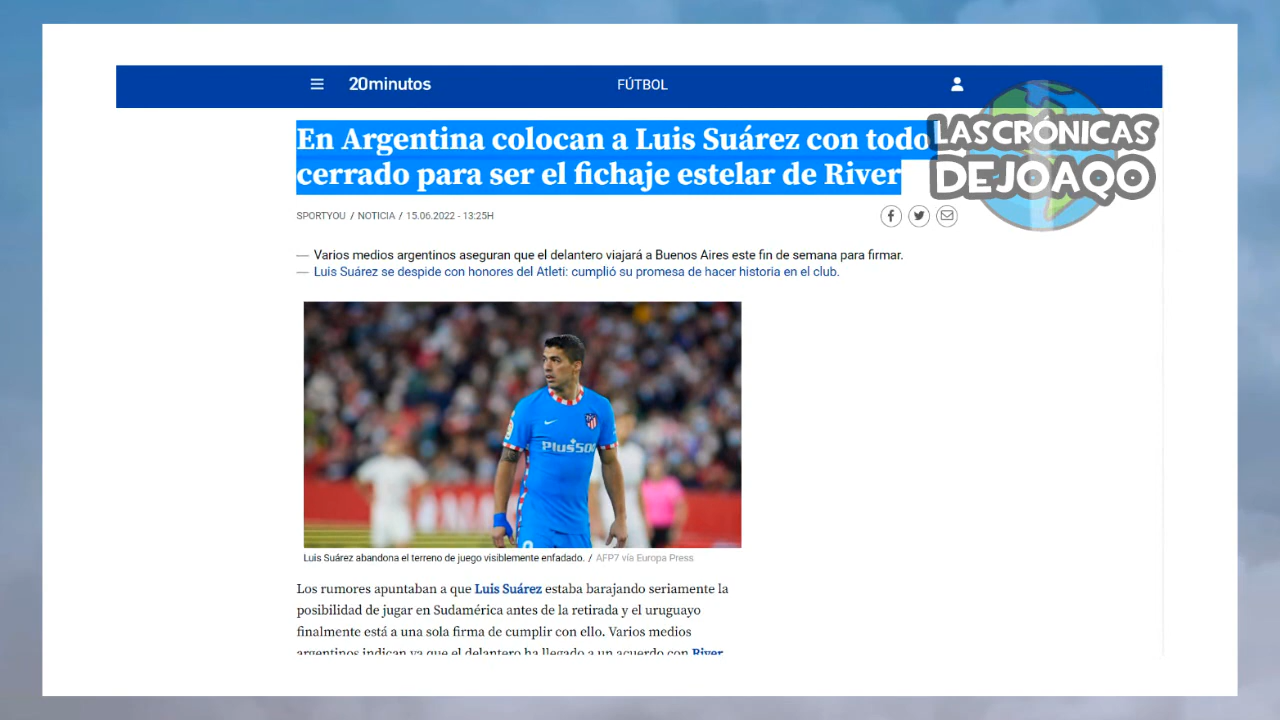 20minutos
FÚTBOL
En Argentina colocan a Luis Suárez con todo
cerrado para ser el fichaje estelar de River
LAS CRÓNICAS
DE JOAQO
SPORTYOU / NOTICIA / 15.06.2022 - 13:25H
— Varios medios argentinos aseguran que el delantero viajará a Buenos Aires este fin de semana para firmar.
— Luis Suárez se despide con honores del Atleti: cumplió su promesa de hacer historia en el club.
Luis Suárez abandona el terreno de juego visiblemente enfadado. / AFP7 vía Europa Press
Los rumores apuntaban a que Luis Suárez estaba barajando seriamente la
posibilidad de jugar en Sudamérica antes de la retirada y el uruguayo
finalmente está a una sola firma de cumplir con ello. Varios medios
argentinos indican ya que el delantero ha llegado a un acuerdo con River